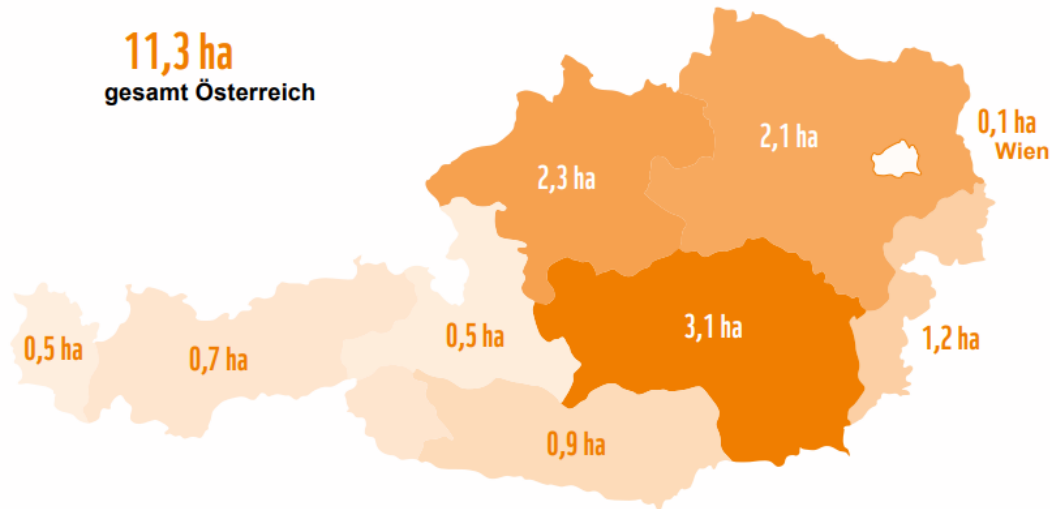 11,3 ha
gesamt Österreich
0,1 ha
Wien
2,1 ha
2,3 ha
3,1 ha
1,2 ha
0,5 ha
0,5 ha
0,7 ha
0,9 ha